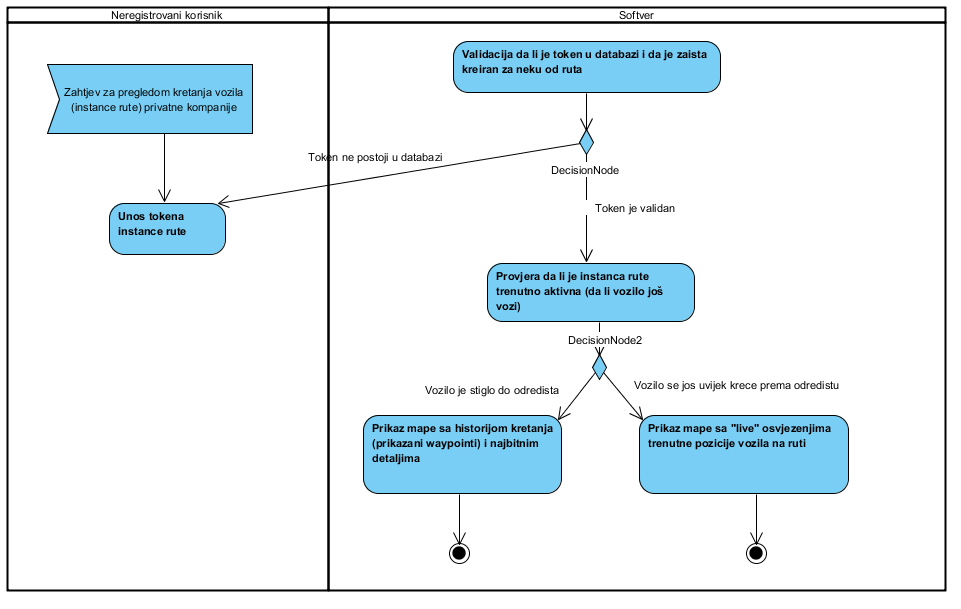 Neregistrovani korisnik
Softver
Zahtjev za pregledom kretanja vozila
(instance rute) privatne kompanije
Validacija da li je token u databazi i da je zaista
kreiran za neku od ruta
Token ne postoji u databazi
DecisionNode
Unos tokena
instance rute
Token je validan
Provjera da li je instanca rute
trenutno aktivna (da li vozilo još
vozi)
DecisionNode2
Vozilo je stiglo do odredista
Vozilo se jos uvijek krece prema odredistu
Prikaz mape sa historijom kretanja
(prikazani waypointi) i najbitnim
detaljima
Prikaz mape sa "live" osvjezenjima
trenutne pozicije vozila na ruti